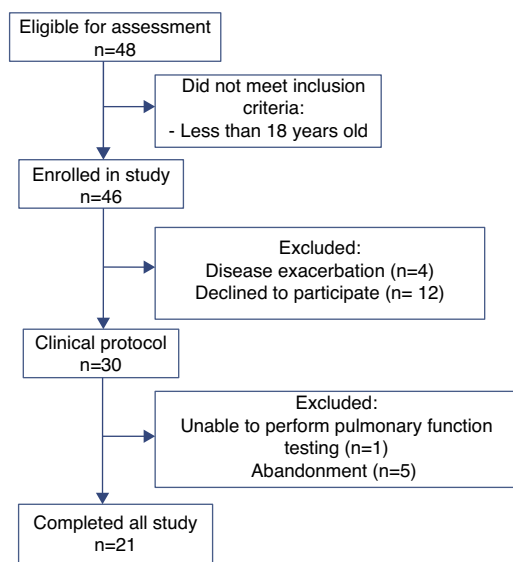 Eligible for assessment
n=48
Did not meet inclusion
criteria:
- Less than 18 years old
Enrolled in study
n=46
Excluded:
Disease exacerbation (n=4)
Declined to participate (n= 12)
Clinical protocol
n=30
Excluded:
Unable to perform pulmonary function
testing (n=1)
Abandonment (n=5)
Completed all study
n=21